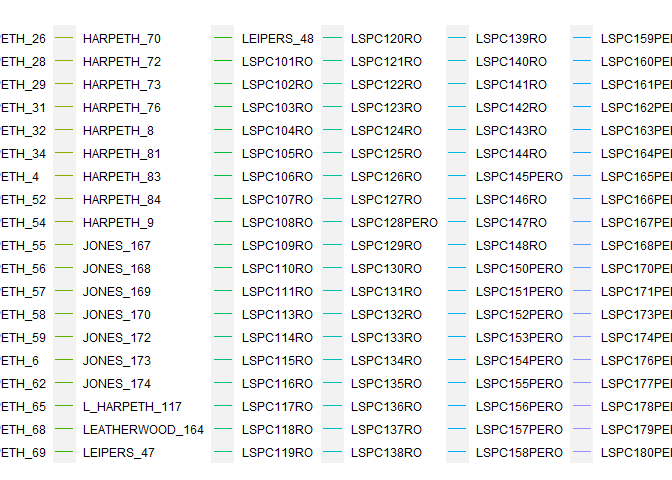 ETH_26 HARPETH_70 LEIPERS_48 LSPC120RO LSPC139RO LSPC159PE
ETH_28 HARPETH_72 LSPC101RO LSPC121RO LSPC140RO LSPC160PE
ETH_29 HARPETH_73 LSPC102RO LSPC122RO LSPC141RO LSPC161PE
ETH_31 HARPETH_76 LSPC103RO LSPC123RO LSPC142RO LSPC162PE
ETH_32 HARPETH_8 LSPC104RO LSPC124RO LSPC143RO LSPC163PE
ETH_34 HARPETH_81 LSPC105RO LSPC125RO LSPC144RO LSPC164PE
ETH_4 HARPETH_83 LSPC106RO LSPC126RO LSPC145PERO LSPC165PE
ETH_52 HARPETH_84 LSPC107RO LSPC127RO LSPC146RO LSPC166PE
ETH_54 HARPETH_9 LSPC108RO LSPC128PERO LSPC147RO LSPC167PE
ETH_55 JONES_167 LSPC109RO LSPC129RO LSPC148RO LSPC168PE
ETH_56 JONES_168 LSPC110RO LSPC130RO LSPC150PERO LSPC170PE
ETH_57 JONES_169 LSPC111RO LSPC131RO LSPC151PERO LSPC171PE
ETH_58 JONES_170 LSPC113RO LSPC132RO LSPC152PERO LSPC173PE
ETH_59 JONES_172 LSPC114RO LSPC133RO LSPC153PERO LSPC174PE
ETH_6 JONES_173 LSPC115RO LSPC134RO LSPC154PERO LSPC176PE
ETH_62 JONES_174 LSPC116RO LSPC135RO LSPC155PERO LSPC177PE
ETH_65 L_HARPETH_117 LSPC117RO LSPC136RO LSPC156PERO LSPC178PE
ETH_68 LEATHERWOOD_164 LSPC118RO LSPC137RO LSPC157PERO LSPC179PE
ETH_69 LEIPERS_47 LSPC119RO LSPC138RO LSPC158PERO LSPC180PE